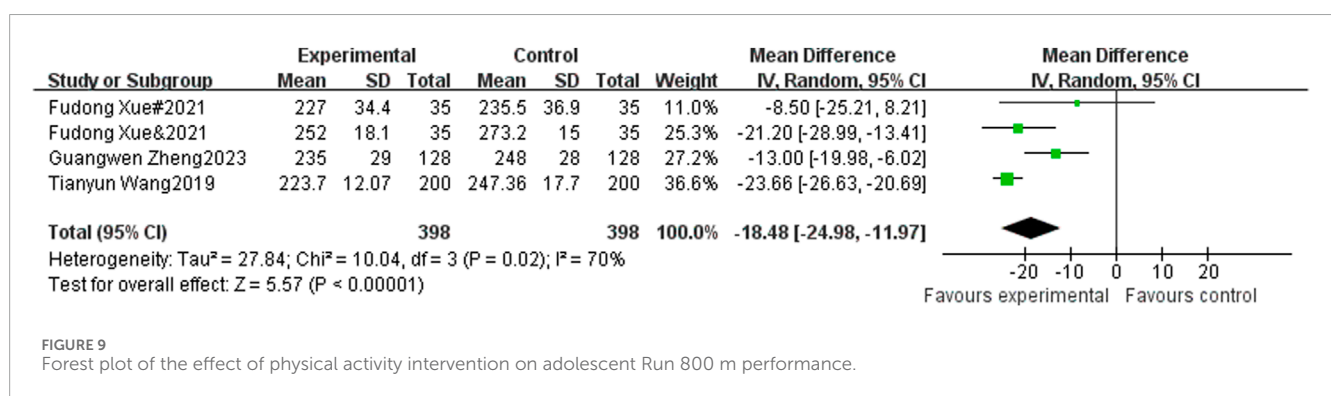 Experimental Control Mean Difference Mean Difference
Study or Subgroup Mean SD Total Mean SD Total Weight IV, Random, 95% CI IV, Random, 95% CI
Fudong Xue#2021 227 34.4 35 235.5 36.9 35 11.0% -8.50 [-25.21, 8.21]
Fudong Xue&2021 252 18.1 35 273.2 15 35 25.3% -21.20 [-28.99, -13.41]
Guangwen Zheng2023 235 29 128 248 28 128 27.2% -13.00 [-19.98, -6.02]
Tianyun Wang2019 223.7 12.07 200 247.36 17.7 200 36.6% -23.66 [-26.63, -20.69]
Total (95% CI) 398 398 100.0% -18.48 [-24.98, -11.97]
Heterogeneity: Tau² = 27.84; Chi² = 10.04, df = 3 (P = 0.02); I² = 70%
Test for overall effect: Z = 5.57 (P < 0.00001)
-20 -10 0 10 20
Favours experimental Favours control
FIGURE 9
Forest plot of the effect of physical activity intervention on adolescent Run 800 m performance.